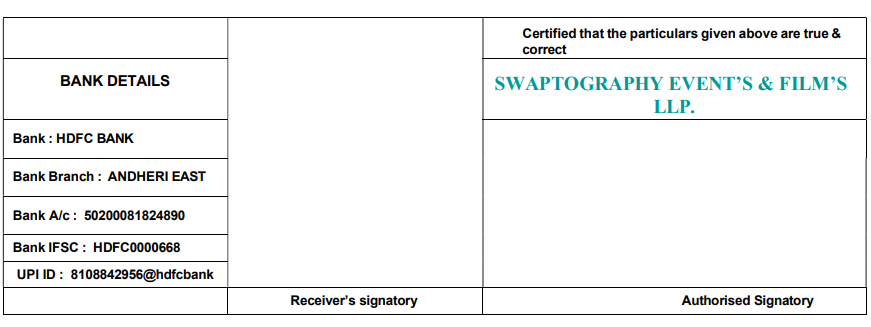 Certified that the particulars given above are true &
correct
BANK DETAILS
SWAPTOGRAPHY EVENT'S & FILM'S
LLP.
Bank : HDFC BANK
Bank Branch : ANDHERI EAST
Bank A/c : 50200081824890
Bank IFSC : HDFC0000668
UPI ID : 8108842956@hdfcbank
Receiver's signatory
Authorised Signatory